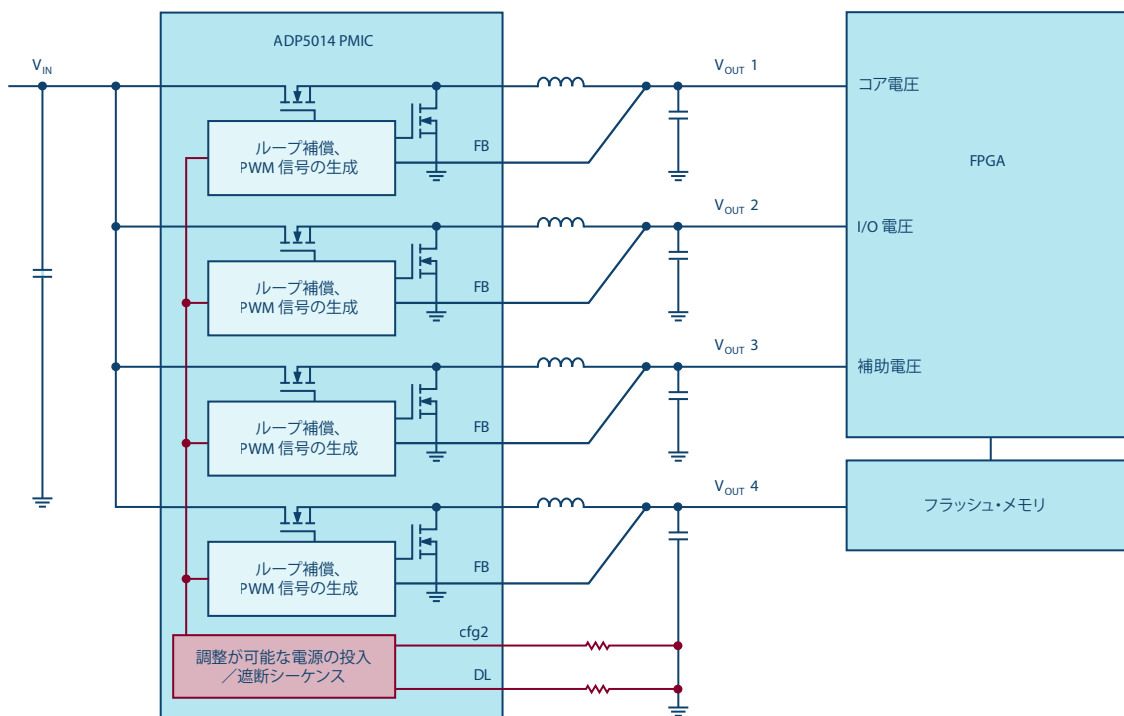 ADP5014 PMIC
VIN
VOUT 1
コア電圧
ループ補償、
PWM 信号の生成
FB
FPGA
VOUT 2
I/O 電圧
ループ補償、
PWM 信号の生成
FB
VOUT 3
補助電圧
ループ補償、
PWM 信号の生成
FB
VOUT 4
フラッシュ・メモリ
ループ補償、
PWM 信号の生成
FB
cfg2
調整が可能な電源の投入
／遮断シーケンス
DL